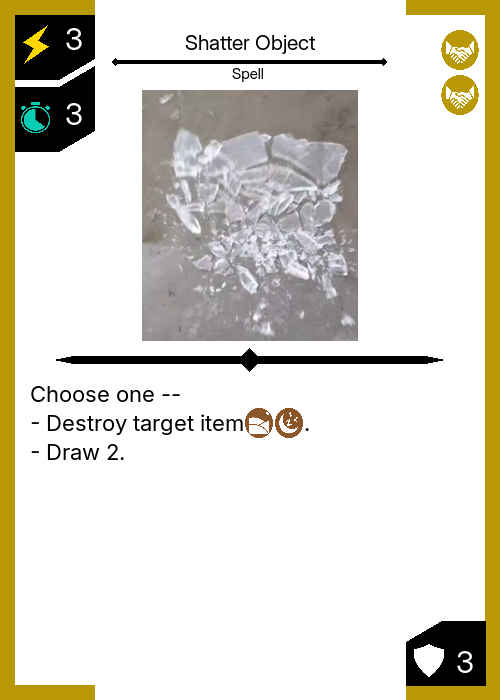 3
Shatter Object
Spell
3
Choose one --
- Destroy target item.
- Draw 2.
3